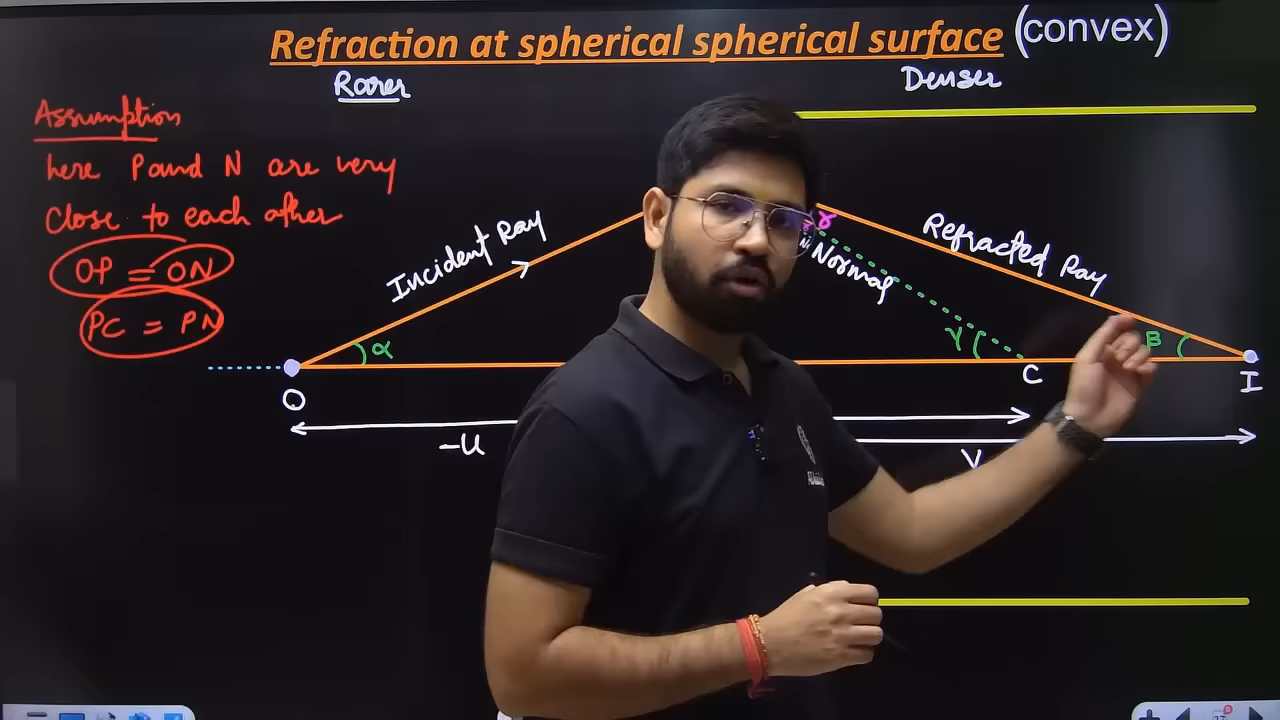 Refraction at spherical spherical surface (convex)
Rarer
Denser
Assumption
here P and N are very
close to each other
OP = ON
PC = PN
Incident Ray
Refracted Ray
Normal
r
N
α
γ
β
O
C
I
-u
V